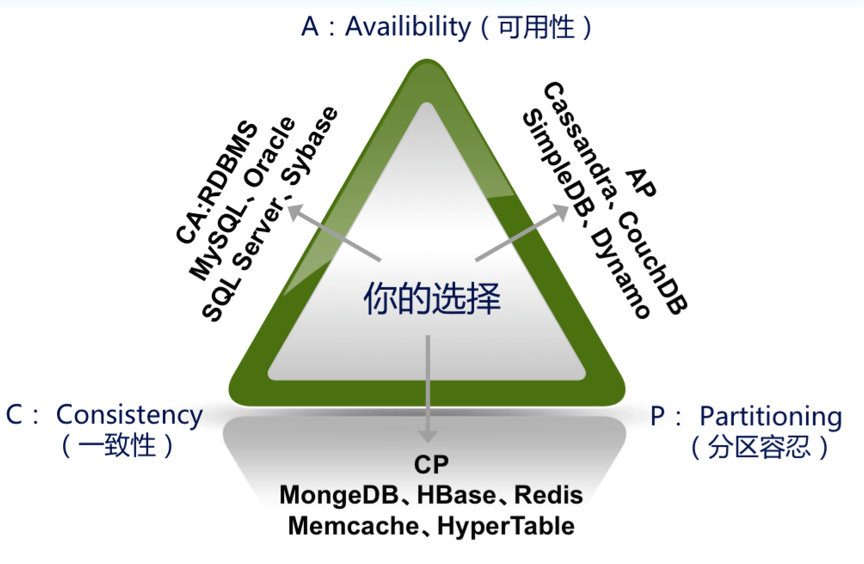 A：Availibility（可用性）
CA:RDBMS
MySQL、Oracle
SQL Server、Sybase
AP
Cassandra、CouchDB
SimpleDB、Dynamo
你的选择
C： Consistency
（一致性）
P： Partitioning
（分区容忍）
CP
MongeDB、HBase、Redis
Memcache、HyperTable